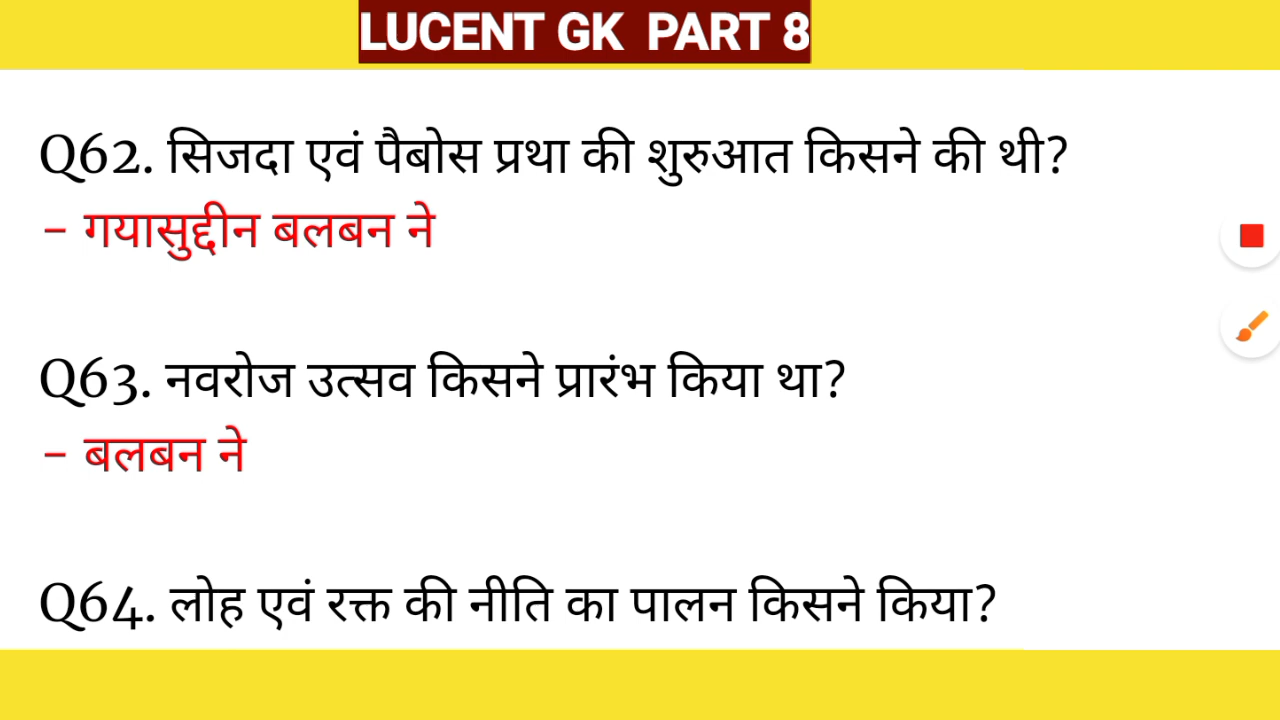 LUCENT GK PART 8
Q62. सिजदा एवं पैबोस प्रथा की शुरुआत किसने की थी?
- गयासुद्दीन बलबन ने
Q63. नवरोज उत्सव किसने प्रारंभ किया था?
- बलबन ने
Q64. लोह एवं रक्त की नीति का पालन किसने किया?